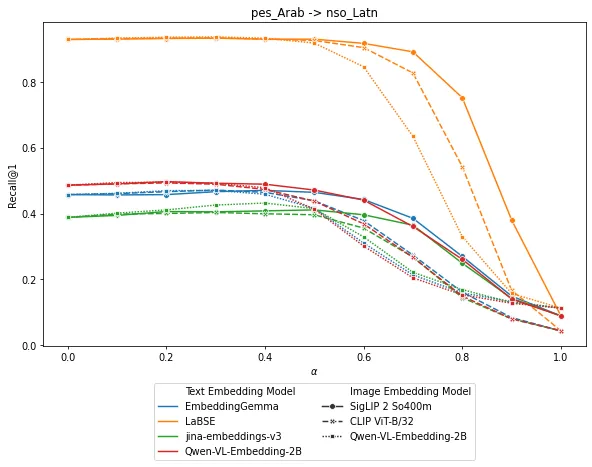 pes_Arab -> nso_Latn
Recall@1
0.8
0.6
0.4
0.2
0.0
0.0 0.2 0.4 0.6 0.8 1.0
α
Text Embedding Model
EmbeddingGemma
LaBSE
jina-embeddings-v3
Qwen-VL-Embedding-2B
Image Embedding Model
SigLIP 2 So400m
CLIP ViT-B/32
Qwen-VL-Embedding-2B